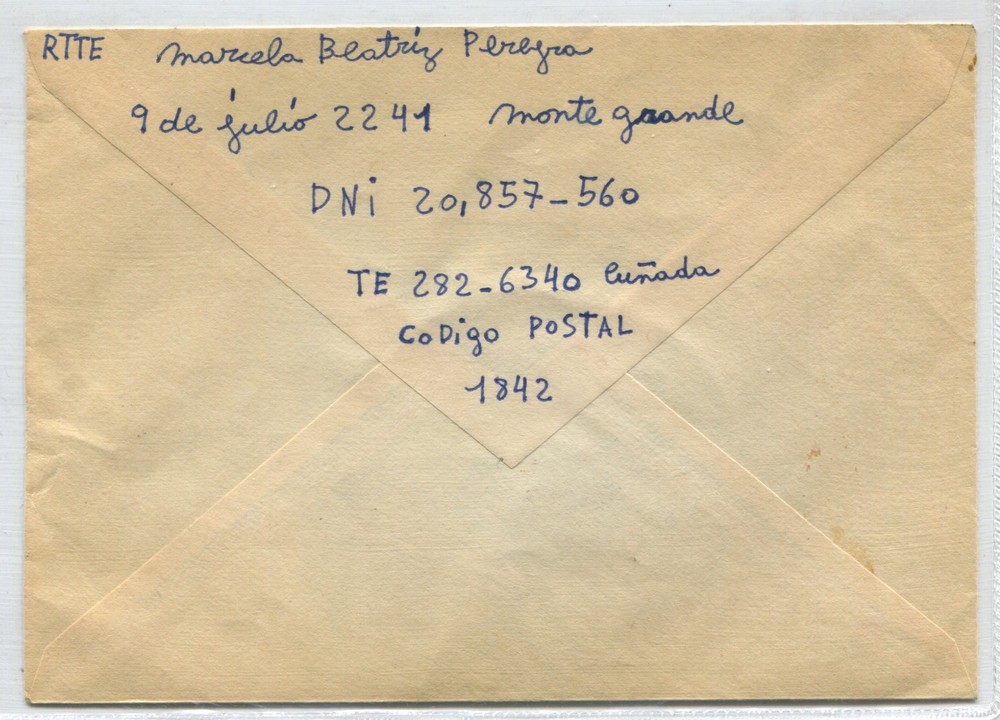 RTTE Marcela Beatriz Pereyra
9 de julio 2241 Monte grande
DNi 20,857-560
TE 282-6340 Cuñada
CoDigo POSTAL
1842